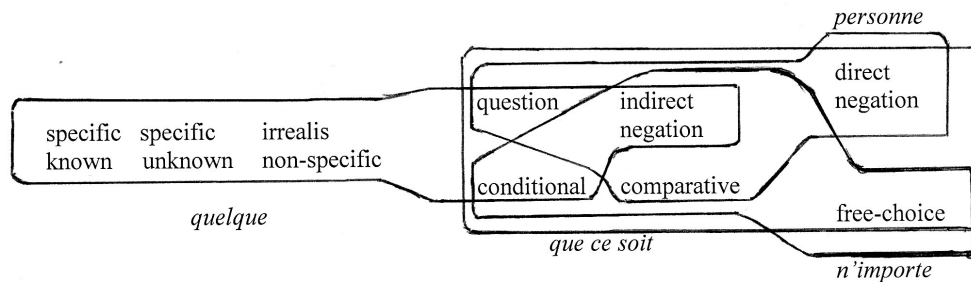 personne
direct
negation
question indirect
negation
specific specific irrealis
known unknown non-specific
conditional comparative
quelque
free-choice
que ce soit
n'importe